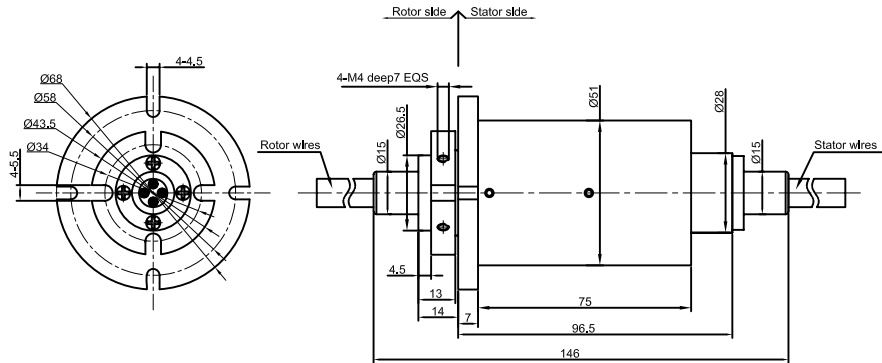 Rotor side
Stator side
4-4.5
Ø68
Ø58
Ø43.5
Ø34
4-5.5
4-M4 deep7 EQS
Rotor wires
Ø15
Ø26.5
Ø51
Ø28
Ø15
Stator wires
4.5
13
14
7
75
96.5
146